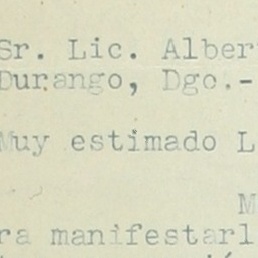 Sr. Lic. Alber
Durango, Dgo.-
Muy estimado L
M
ra manifestarl